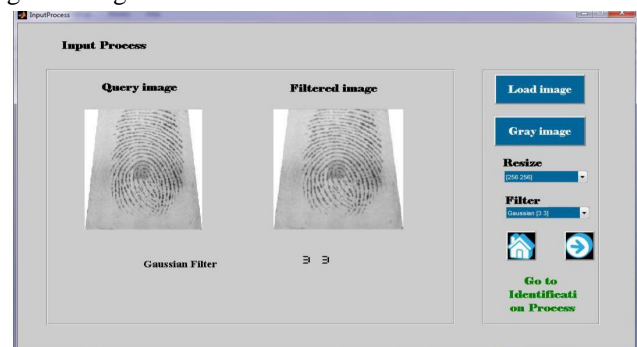 InputProcess
Input Process
Query image
Filtered image
Gaussian Filter
3 3
Load image
Gray image
Resize
[256 256]
Filter
Gaussian [3 3]
Go to
Identificati
on Process